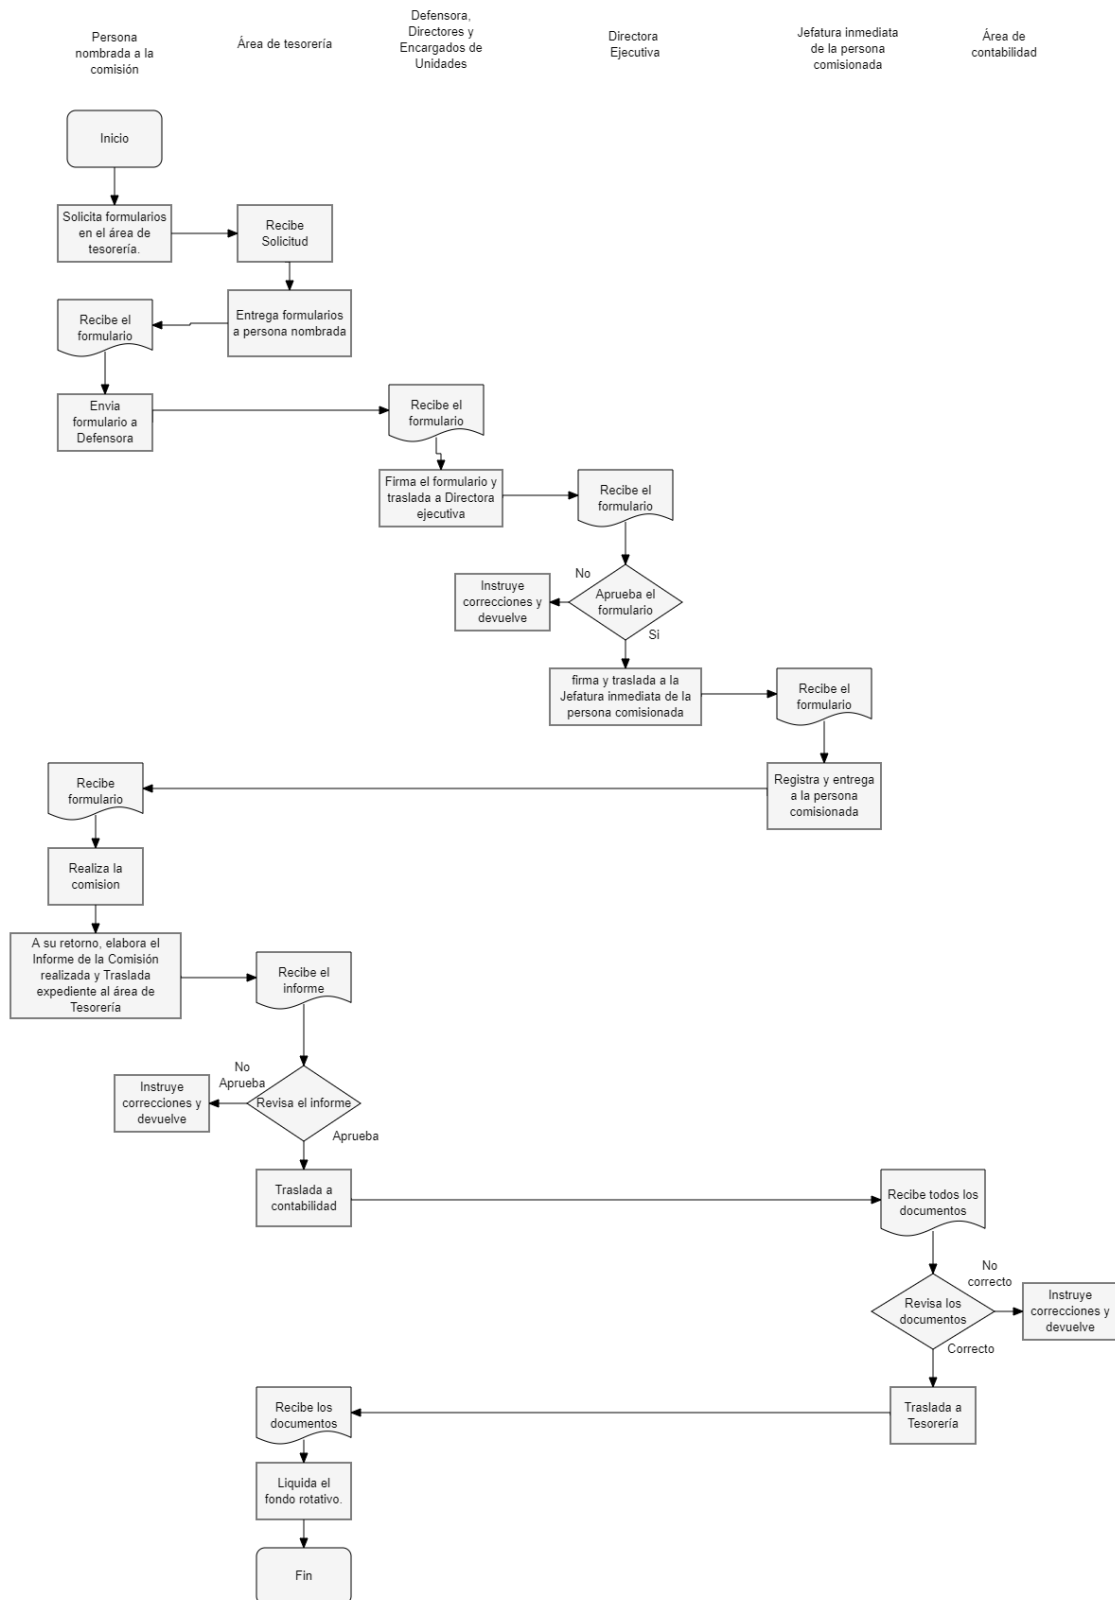 Persona
nombrada a la
comisión
Área de tesorería
Defensora,
Directores y
Encargados de
Unidades
Directora
Ejecutiva
Jefatura inmediata
de la persona
comisionada
Área de
contabilidad
Inicio
Solicita formularios
en el área de
tesorería.
Recibe
Solicitud
Entrega formularios
a persona nombrada
Recibe el
formulario
Envia
formulario a
Defensora
Recibe el
formulario
Firma el formulario y
traslada a Directora
ejecutiva
Recibe el
formulario
No
Aprueba el
formulario
Instruye
correcciones y
devuelve
Si
firma y traslada a la
Jefatura inmediata de la
persona comisionada
Recibe el
formulario
Registra y entrega
a la persona
comisionada
Recibe
formulario
Realiza la
comision
A su retorno, elabora el
Informe de la Comisión
realizada y Traslada
expediente al área de
Tesorería
Recibe el
informe
No
Aprueba
Revisa el informe
Instruye
correcciones y
devuelve
Aprueba
Traslada a
contabilidad
Recibe todos los
documentos
No
correcto
Revisa los
documentos
Instruye
correcciones y
devuelve
Correcto
Traslada a
Tesorería
Recibe los
documentos
Liquida el
fondo rotativo.
Fin